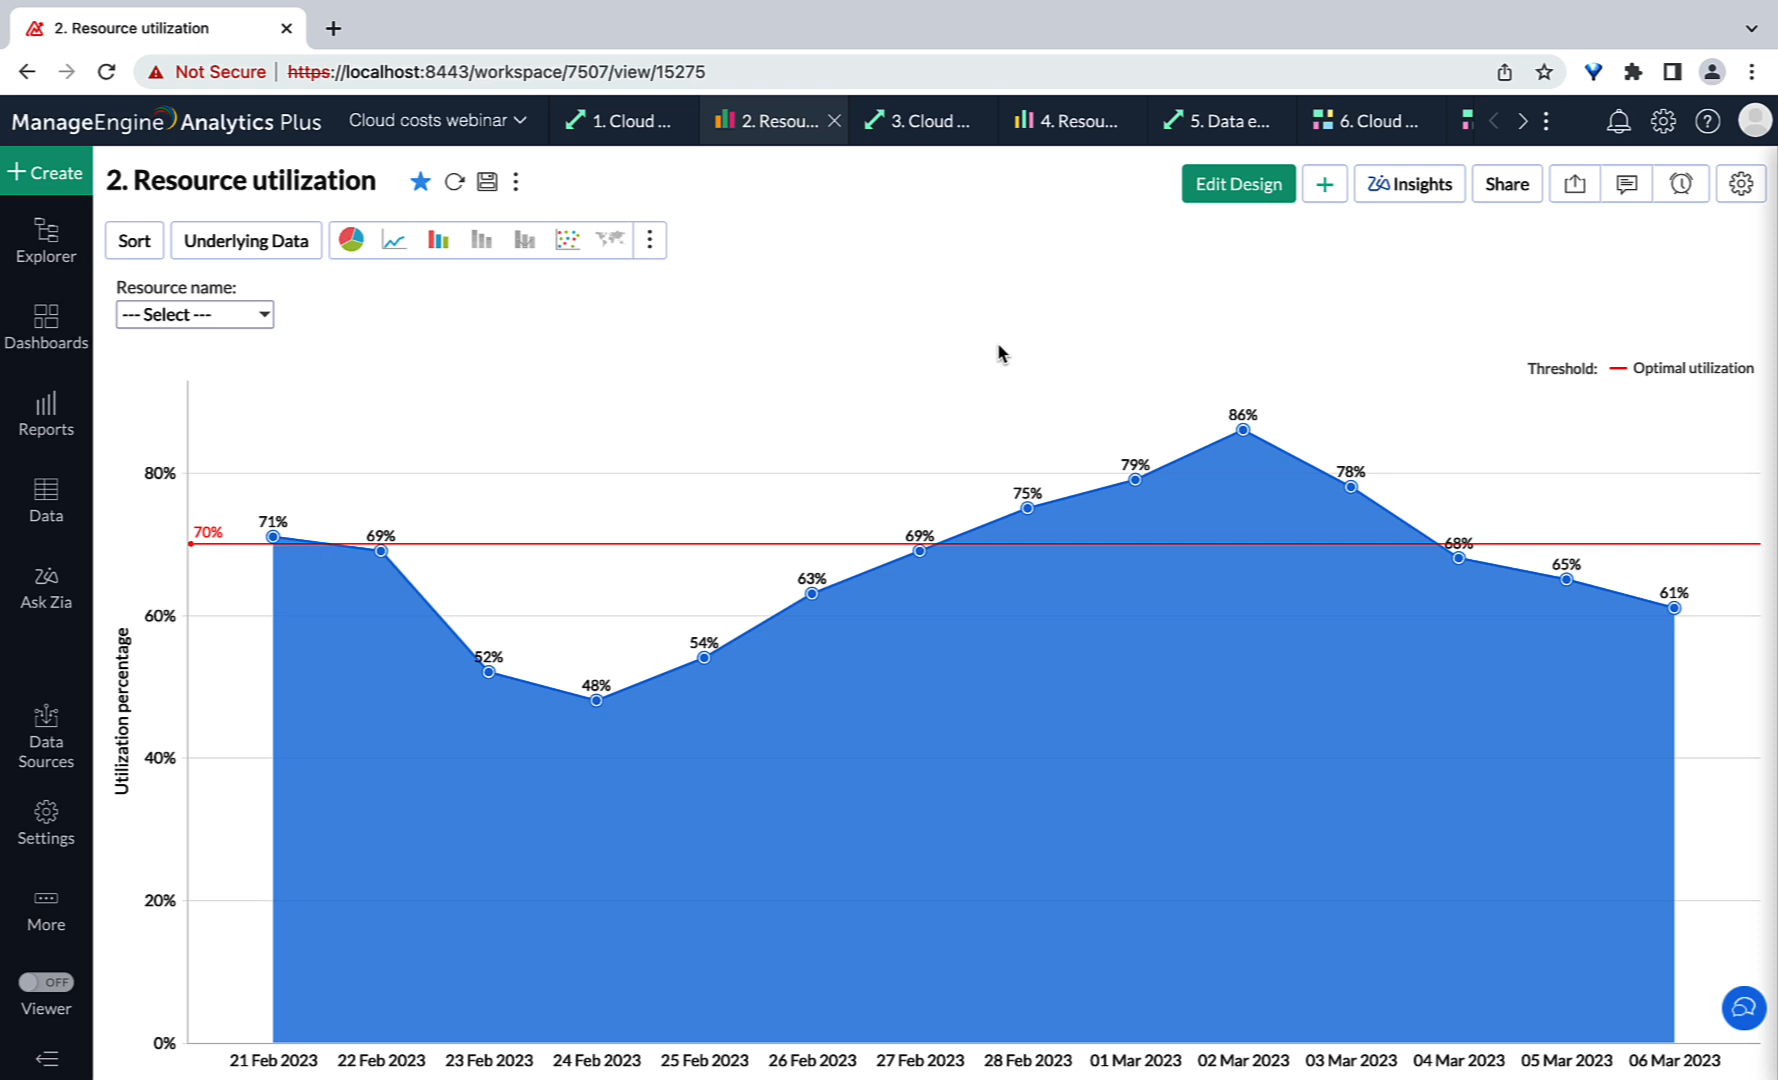 2. Resource utilization
Not Secure https://localhost:8443/workspace/7507/view/15275
ManageEngine Analytics Plus Cloud costs webinar 1. Cloud ... 2. Resou... 3. Cloud ... 4. Resou... 5. Data e... 6. Cloud ...
+ Create
2. Resource utilization
Edit Design + Zia Insights Share
Sort Underlying Data
Resource name:
--- Select ---
Explorer
Dashboards
Reports
Data
Ask Zia
Data
Sources
Settings
More
OFF
Viewer
Threshold: Optimal utilization
Utilization percentage
80%
60%
40%
20%
0%
70%
71%
69%
52%
48%
54%
63%
69%
75%
79%
86%
78%
68%
65%
61%
21 Feb 2023 22 Feb 2023 23 Feb 2023 24 Feb 2023 25 Feb 2023 26 Feb 2023 27 Feb 2023 28 Feb 2023 01 Mar 2023 02 Mar 2023 03 Mar 2023 04 Mar 2023 05 Mar 2023 06 Mar 2023